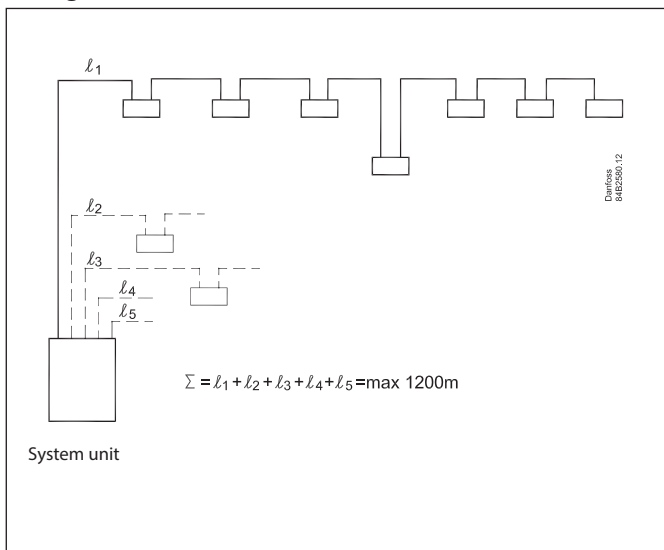 ℓ1
Danfoss
84B2580.12
ℓ2
ℓ3
ℓ4
ℓ5
Σ = ℓ1 + ℓ2 + ℓ3 + ℓ4 + ℓ5 = max 1200m
System unit